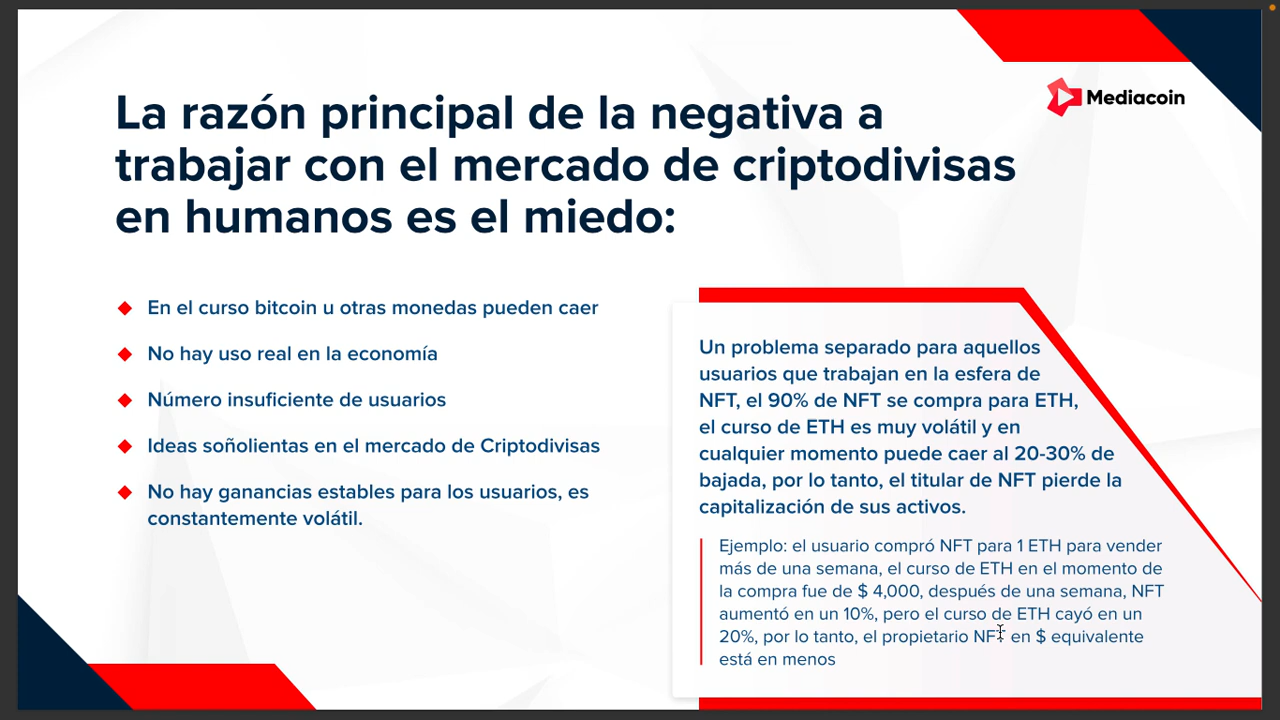 Mediacoin
La razón principal de la negativa a
trabajar con el mercado de criptodivisas
en humanos es el miedo:
En el curso bitcoin u otras monedas pueden caer
No hay uso real en la economía
Número insuficiente de usuarios
Ideas soñolientas en el mercado de Criptodivisas
No hay ganancias estables para los usuarios, es
constantemente volátil.
Un problema separado para aquellos
usuarios que trabajan en la esfera de
NFT, el 90% de NFT se compra para ETH,
el curso de ETH es muy volátil y en
cualquier momento puede caer al 20-30% de
bajada, por lo tanto, el titular de NFT pierde la
capitalización de sus activos.
Ejemplo: el usuario compró NFT para 1 ETH para vender
más de una semana, el curso de ETH en el momento de
la compra fue de $ 4,000, después de una semana, NFT
aumentó en un 10%, pero el curso de ETH cayó en un
20%, por lo tanto, el propietario NFT en $ equivalente
está en menos